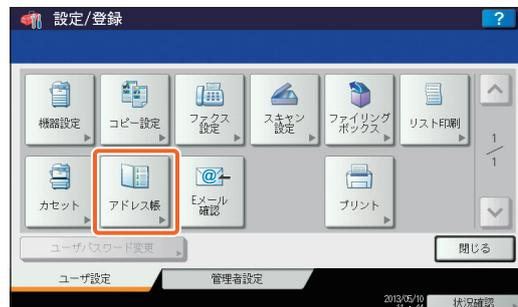 設定/登録
?
機器設定
コピー設定
ファクス
設定
スキャン
設定
ファイリング
ボックス
リスト印刷
1
1
カセット
アドレス帳
Eメール
確認
プリント
ユーザパスワード変更
閉じる
ユーザ設定
管理者設定
2013/05/10
状況確認